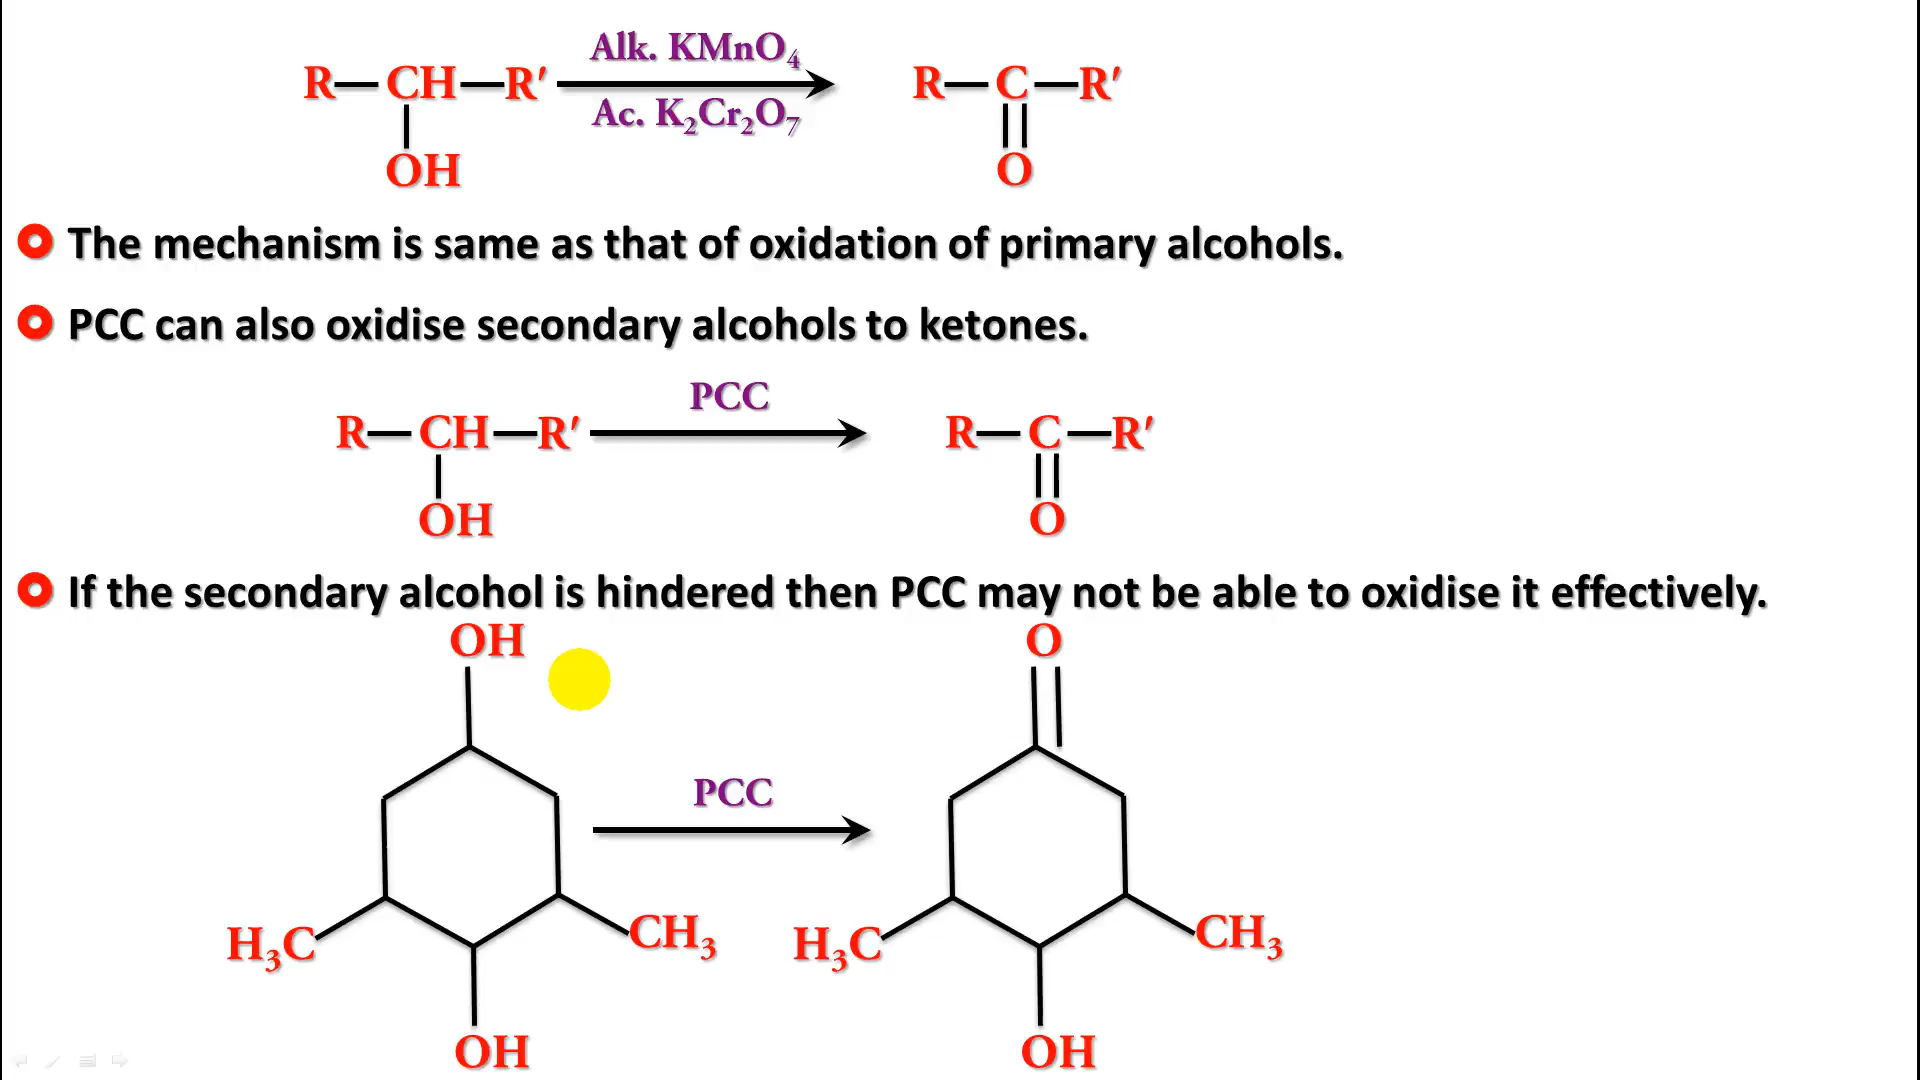 R—CH—R′ Alk. KMnO₄ R—C—R′
Ac. K₂Cr₂O₇
OH O
The mechanism is same as that of oxidation of primary alcohols.
PCC can also oxidise secondary alcohols to ketones.
PCC
R—CH—R′ R—C—R′
OH O
If the secondary alcohol is hindered then PCC may not be able to oxidise it effectively.
OH O
PCC
H₃C CH₃ H₃C CH₃
OH OH